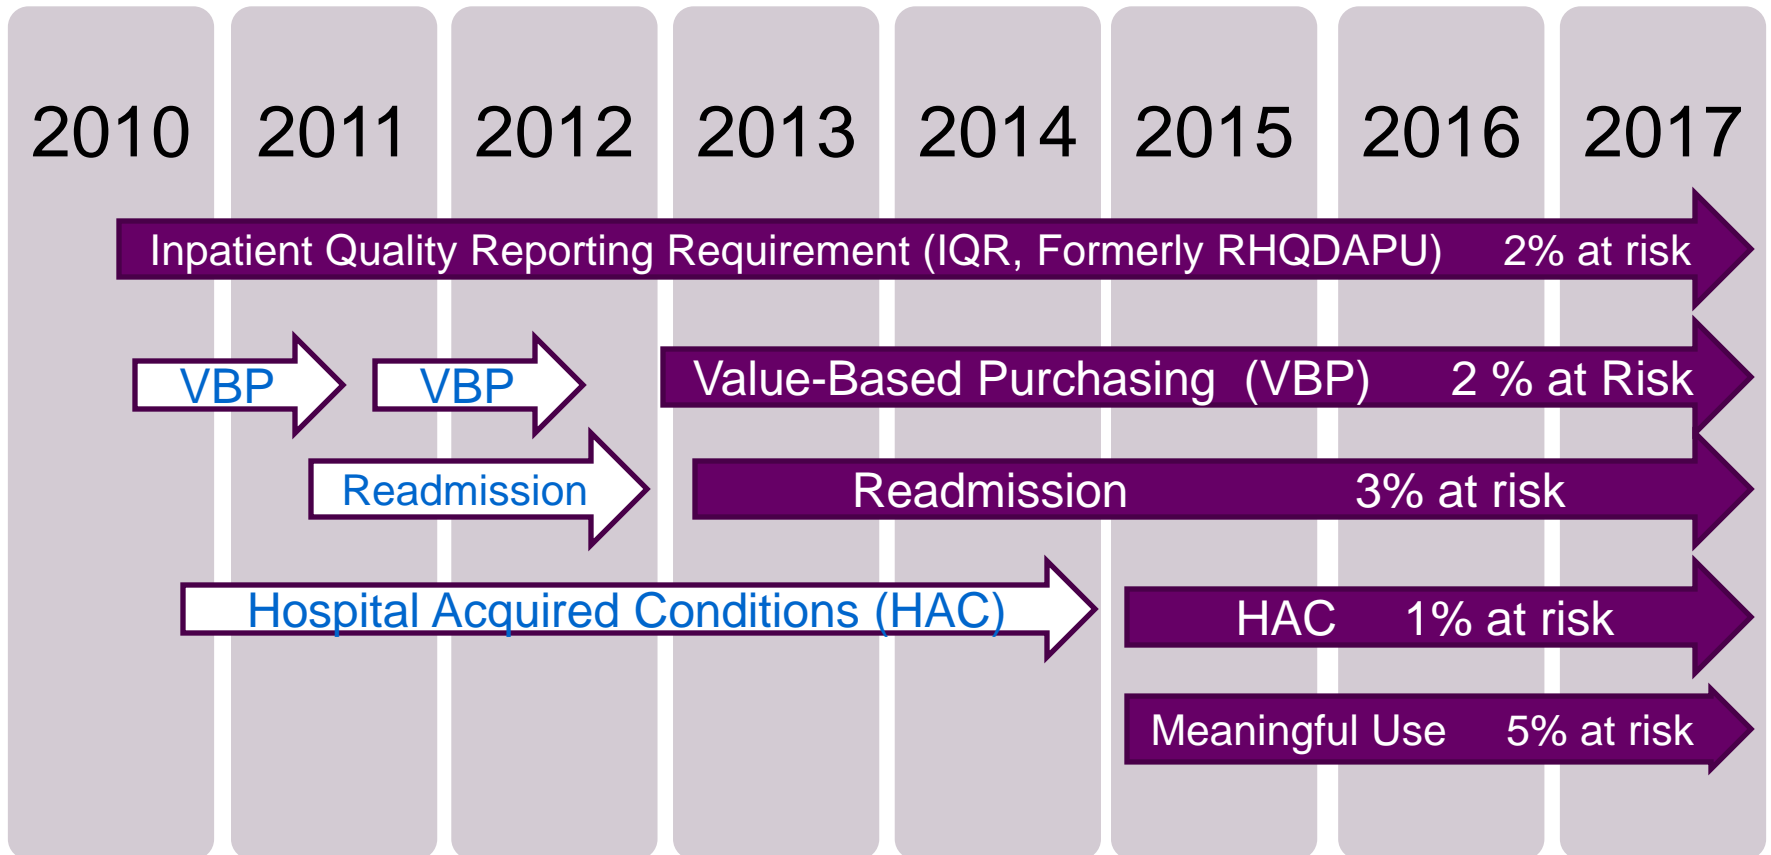 2010 2011 2012 2013 2014 2015 2016 2017
Inpatient Quality Reporting Requirement (IQR, Formerly RHQDAPU) 2% at risk
VBP VBP Value-Based Purchasing (VBP) 2 % at Risk
Readmission Readmission 3% at risk
Hospital Acquired Conditions (HAC) HAC 1% at risk
Meaningful Use 5% at risk